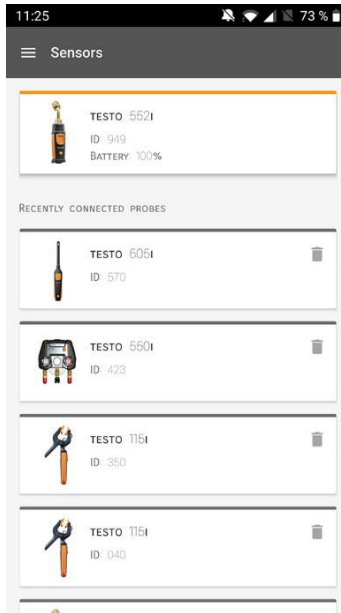 11:25
73 %
Sensors
TESTO 552I
ID: 949
BATTERY: 100%
RECENTLY CONNECTED PROBES
TESTO 605I
ID: 570
TESTO 550I
ID: 423
TESTO 115I
ID: 350
TESTO 115I
ID: 040